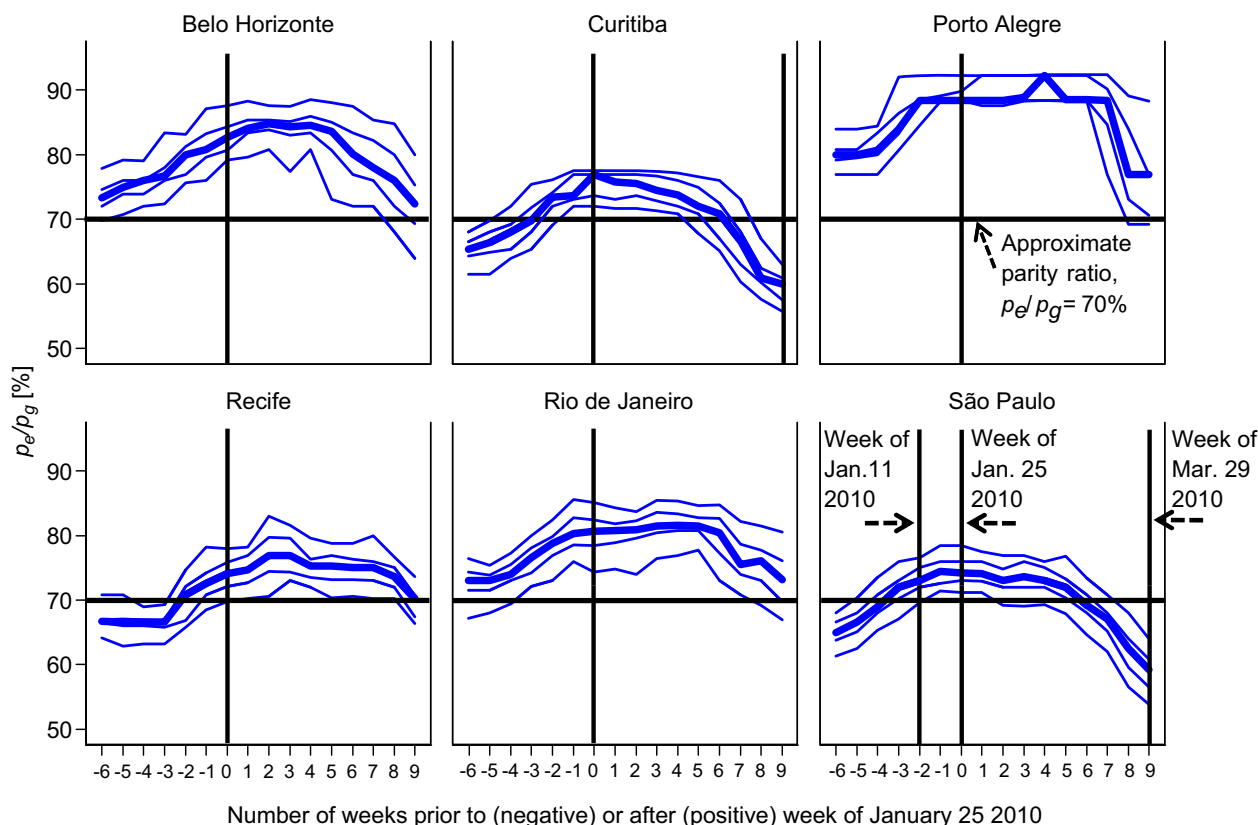 Belo Horizonte
Curitiba
Porto Alegre
90
80
70
60
50
Approximate
parity ratio,
pe/pg= 70%
pe/pg [%]
Recife
Rio de Janeiro
São Paulo
90
80
70
60
50
Week of
Jan.11
2010
Week of
Jan. 25
2010
Week of
Mar. 29
2010
-6 -5 -4 -3 -2 -1 0 1 2 3 4 5 6 7 8 9
-6 -5 -4 -3 -2 -1 0 1 2 3 4 5 6 7 8 9
-6 -5 -4 -3 -2 -1 0 1 2 3 4 5 6 7 8 9
Number of weeks prior to (negative) or after (positive) week of January 25 2010